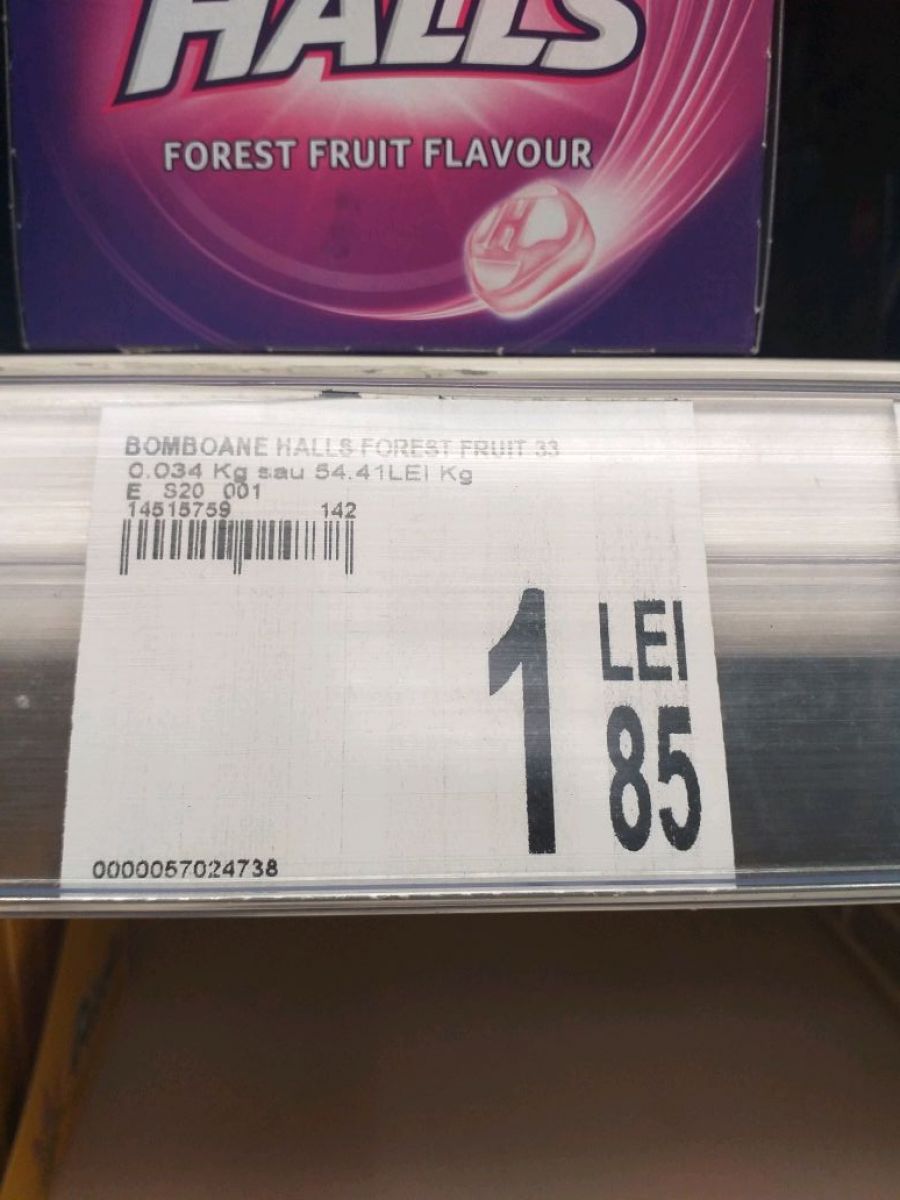 HALLS
FOREST FRUIT FLAVOUR
BOMBOANE HALLS FOREST FRUIT 33
0.034 Kg sau 54.41LEI Kg
E S20 001
14515759 142
1 LEI
85
0000057024738